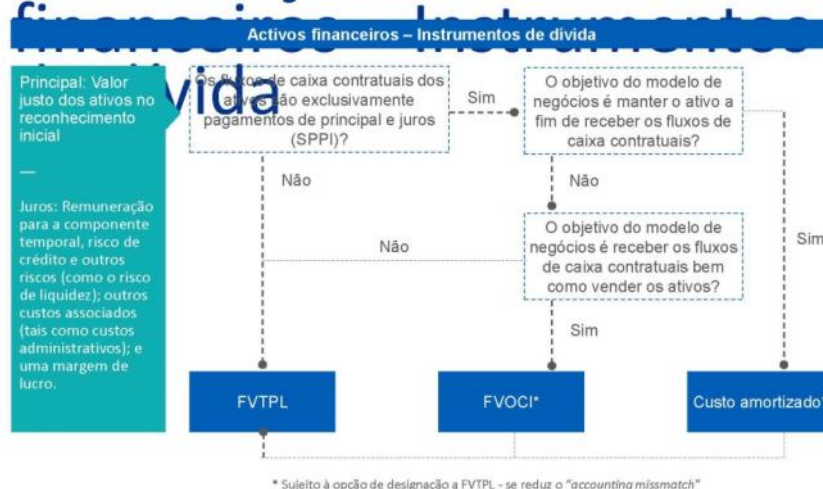 financeiros – Instrumentos
de dívida
Activos financeiros – Instrumentos de dívida
Principal: Valor
justo dos ativos no
reconhecimento
inicial
—
Juros: Remuneração
para a componente
temporal, risco de
crédito e outros
riscos (como o risco
de liquidez); outros
custos associados
(tais como custos
administrativos); e
uma margem de
lucro.
Os fluxos de caixa contratuais dos
ativos são exclusivamente
pagamentos de principal e juros
(SPPI)?
Sim
O objetivo do modelo de
negócios é manter o ativo a
fim de receber os fluxos de
caixa contratuais?
Não
Não
Sim
O objetivo do modelo de
negócios é receber os fluxos
de caixa contratuais bem
como vender os ativos?
Não
Sim
FVTPL
FVOCI*
Custo amortizado*
* Sujeito à opção de designação a FVTPL - se reduz o "accounting missmatch"